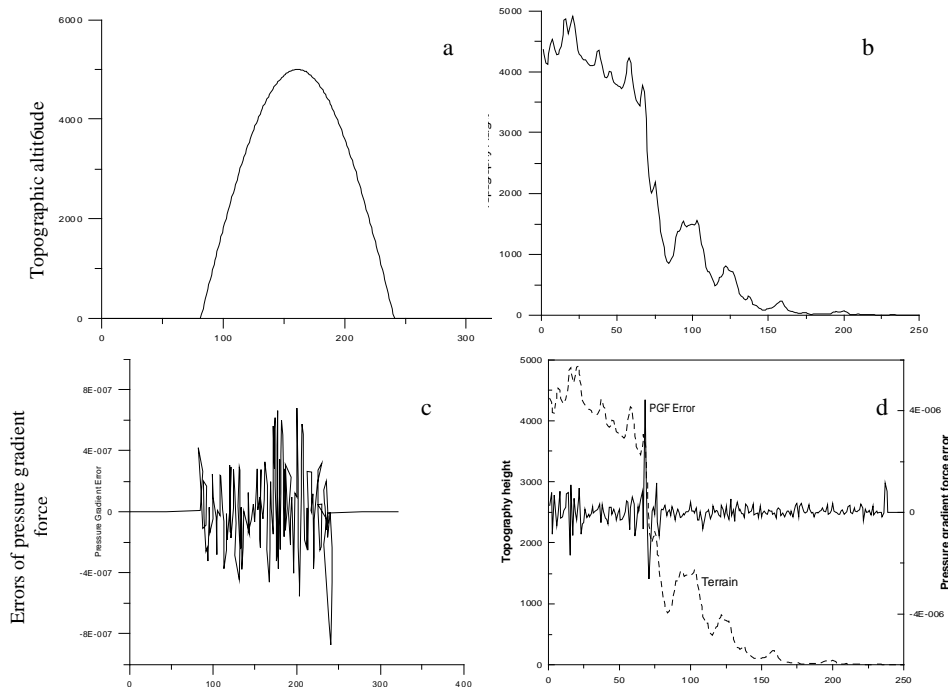 6000
4000
2000
0
0
100
200
300
a
Topographic altit6ude
5000
4000
3000
2000
1000
0
0
50
100
150
200
250
b
8E-007
4E-007
0
-4E-007
-8E-007
0
100
200
300
400
c
Errors of pressure gradient
force
Pressure Gradient Error
5000
4000
3000
2000
1000
0
0
50
100
150
200
250
4E-006
0
-4E-006
d
PGF Error
Terrain
Topography height
Pressure gradient force error